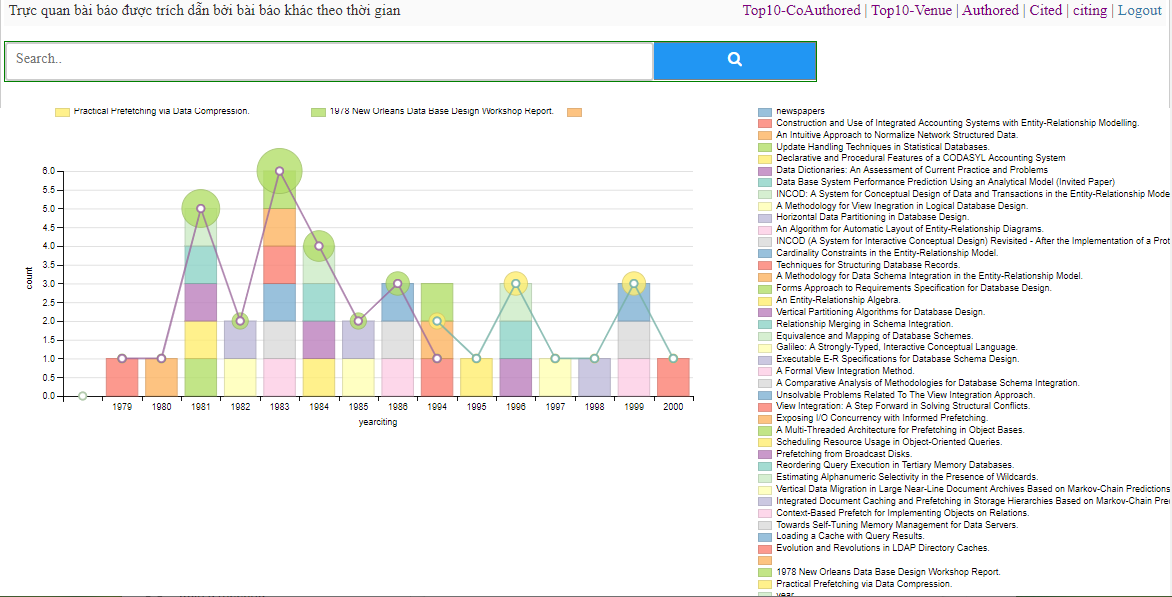 Trực quan bài báo được trích dẫn bởi bài báo khác theo thời gian
Top10-CoAuthored | Top10-Venue | Authored | Cited | citing | Logout
Search..
Practical Prefetching via Data Compression.
1978 New Orleans Data Base Design Workshop Report.
6.0
5.5
5.0
4.5
4.0
3.5
3.0
2.5
2.0
1.5
1.0
0.5
0.0
count
1979 1980 1981 1982 1983 1984 1985 1986 1994 1995 1996 1997 1998 1999 2000
yearciting
newspapers
Construction and Use of Integrated Accounting Systems with Entity-Relationship Modelling.
An Intuitive Approach to Normalize Network Structured Data.
Update Handling Techniques in Statistical Databases.
Declarative and Procedural Features of a CODASYL Accounting System
Data Dictionaries: An Assessment of Current Practice and Problems
Data Base System Performance Prediction Using an Analytical Model (Invited Paper)
INCOD: A System for Conceptual Design of Data and Transactions in the Entity-Relationship Mode
A Methodology for View Inegration in Logical Database Design.
Horizontal Data Partitioning in Database Design.
An Algorithm for Automatic Layout of Entity-Relationship Diagrams.
INCOD (A System for Interactive Conceptual Design) Revisited - After the Implementation of a Prot
Cardinality Constraints in the Entity-Relationship Model.
Techniques for Structuring Database Records.
A Methodology for Data Schema Integration in the Entity-Relationship Model.
Forms Approach to Requirements Specification for Database Design.
An Entity-Relationship Algebra.
Vertical Partitioning Algorithms for Database Design.
Relationship Merging in Schema Integration.
Equivalence and Mapping of Database Schemes.
Galileo: A Strongly-Typed, Interactive Conceptual Language.
Executable E-R Specifications for Database Schema Design.
A Formal View Integration Method.
A Comparative Analysis of Methodologies for Database Schema Integration.
Unsolvable Problems Related To The View Integration Approach.
View Integration: A Step Forward in Solving Structural Conflicts.
Exposing I/O Concurrency with Informed Prefetching.
A Multi-Threaded Architecture for Prefetching in Object Bases.
Scheduling Resource Usage in Object-Oriented Queries.
Prefetching from Broadcast Disks.
Reordering Query Execution in Tertiary Memory Databases.
Estimating Alphanumeric Selectivity in the Presence of Wildcards.
Vertical Data Migration in Large Near-Line Document Archives Based on Markov-Chain Predictions
Integrated Document Caching and Prefetching in Storage Hierarchies Based on Markov-Chain Pre
Context-Based Prefetch for Implementing Objects on Relations.
Towards Self-Tuning Memory Management for Data Servers.
Loading a Cache with Query Results.
Evolution and Revolutions in LDAP Directory Caches.
1978 New Orleans Data Base Design Workshop Report.
Practical Prefetching via Data Compression.
year